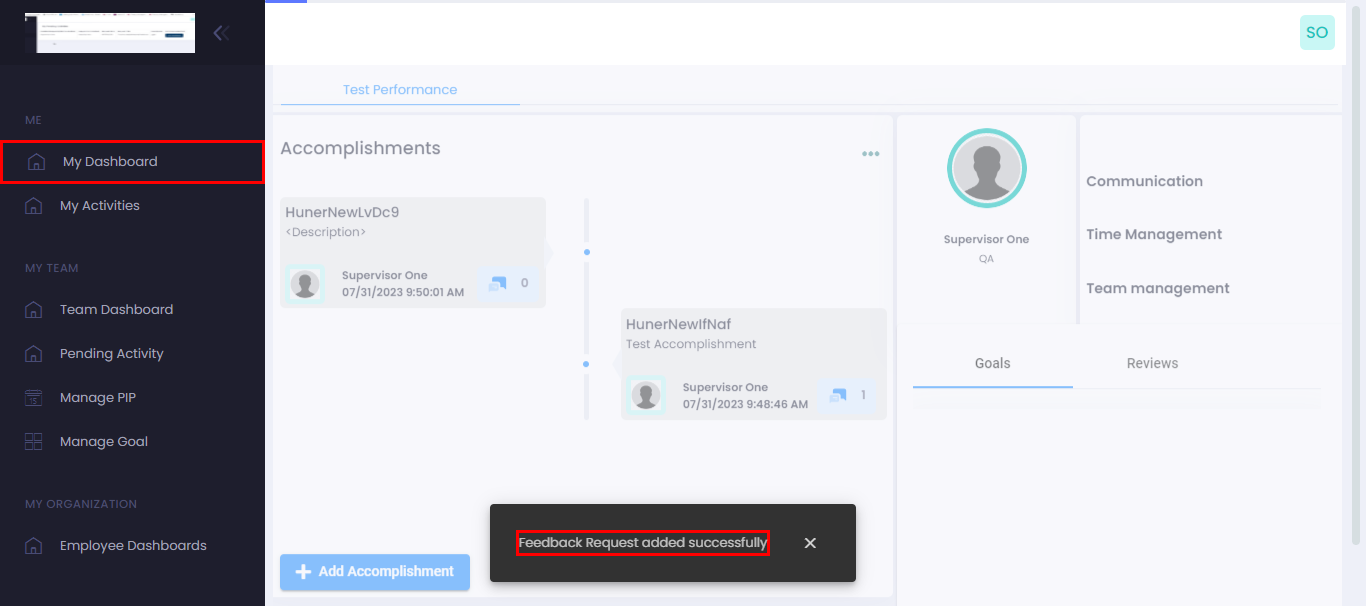 SO
ME
My Dashboard
My Activities
MY TEAM
Team Dashboard
Pending Activity
Manage PIP
Manage Goal
MY ORGANIZATION
Employee Dashboards
Test Performance
Accomplishments
HunerNewLvDc9
<Description>
Supervisor One
07/31/2023 9:50:01 AM
0
HunerNewIfNaf
Test Accomplishment
Supervisor One
07/31/2023 9:48:46 AM
1
Add Accomplishment
Feedback Request added successfully
Supervisor One
QA
Communication
Time Management
Team management
Goals
Reviews